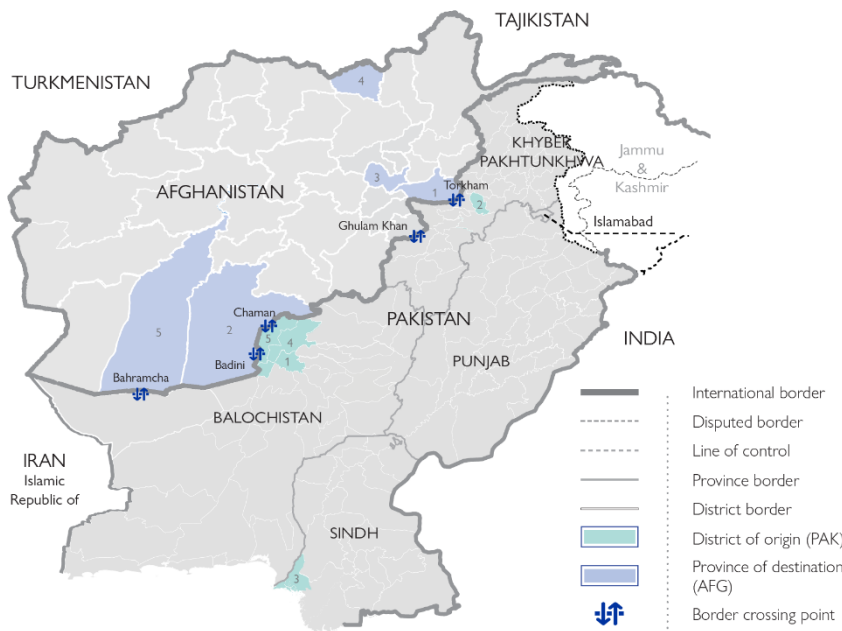 TAJIKISTAN
TURKMENISTAN
4
KHYBER
PAKHTUNKHWA
Jammu
&
Kashmir
3
AFGHANISTAN
1
Torkham
2
Ghulam Khan
Islamabad
5
2
Chaman
PAKISTAN
INDIA
5
4
Badini
1
PUNJAB
Bahramcha
BALOCHISTAN
IRAN
Islamic
Republic of
SINDH
3
International border
Disputed border
Line of control
Province border
District border
District of origin (PAK)
Province of destination
(AFG)
Border crossing point